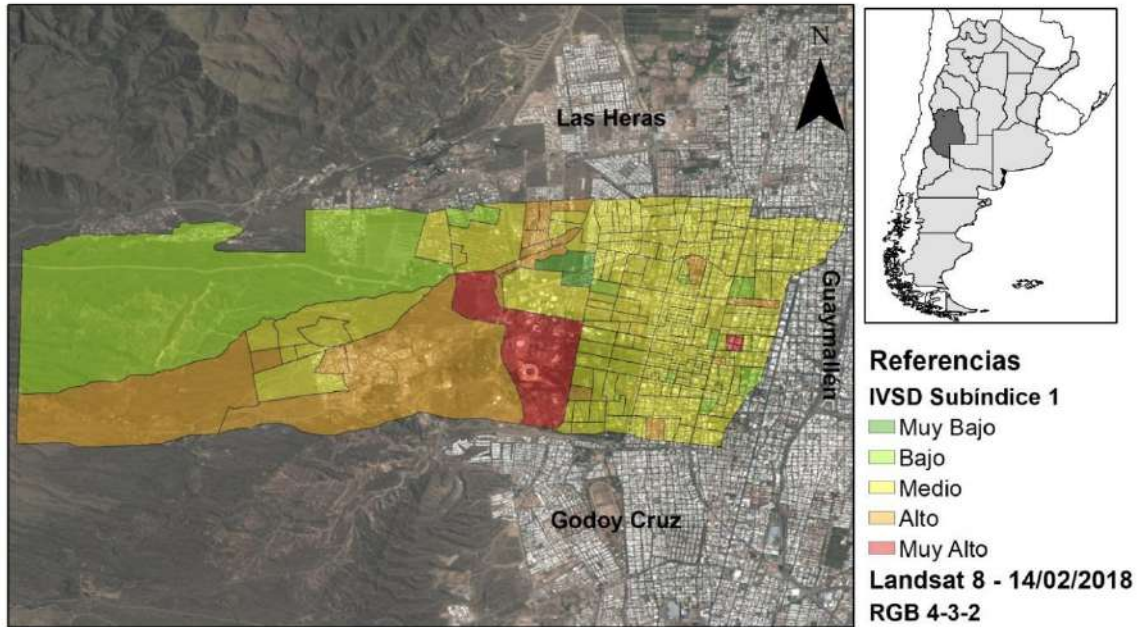 N
Las Heras
Guaymallén
Godoy Cruz
Referencias
IVSD Subíndice 1
Muy Bajo
Bajo
Medio
Alto
Muy Alto
Landsat 8 - 14/02/2018
RGB 4-3-2